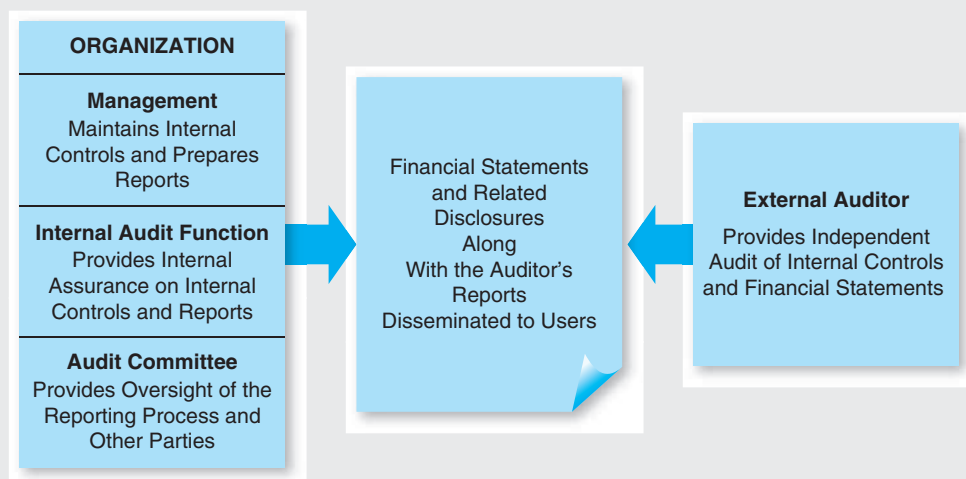 ORGANIZATION
Management
Maintains Internal
Controls and Prepares
Reports
Internal Audit Function
Provides Internal
Assurance on Internal
Controls and Reports
Audit Committee
Provides Oversight of the
Reporting Process and
Other Parties
Financial Statements
and Related
Disclosures
Along
With the Auditor's
Reports
Disseminated to Users
External Auditor
Provides Independent
Audit of Internal Controls
and Financial Statements